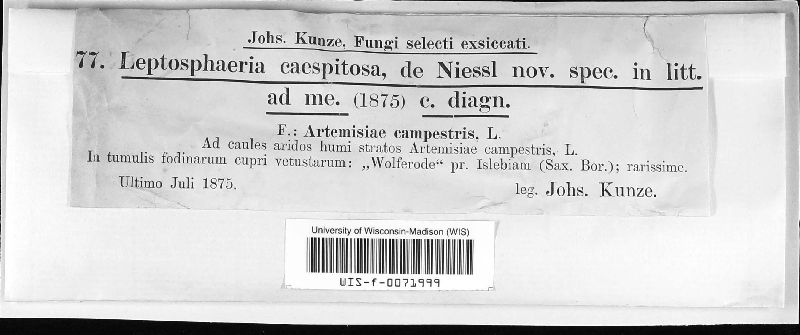 Johs. Kunze, Fungi selecti exsiccati.
77. Leptosphaeria caespitosa, de Niessl nov. spec. in litt.
ad me. (1875) c. diagn.
F.: Artemisiae campestris, L.
Ad caules aridos humi stratos Artemisiae campestris, L.
In tumulis fodinarum cupri vetustarum: „Wolferode“ pr. Islebiam (Sax. Bor.); rarissime.
Ultimo Juli 1875. leg. Johs. Kunze.
University of Wisconsin-Madison (WIS)
WIS-f-0071999